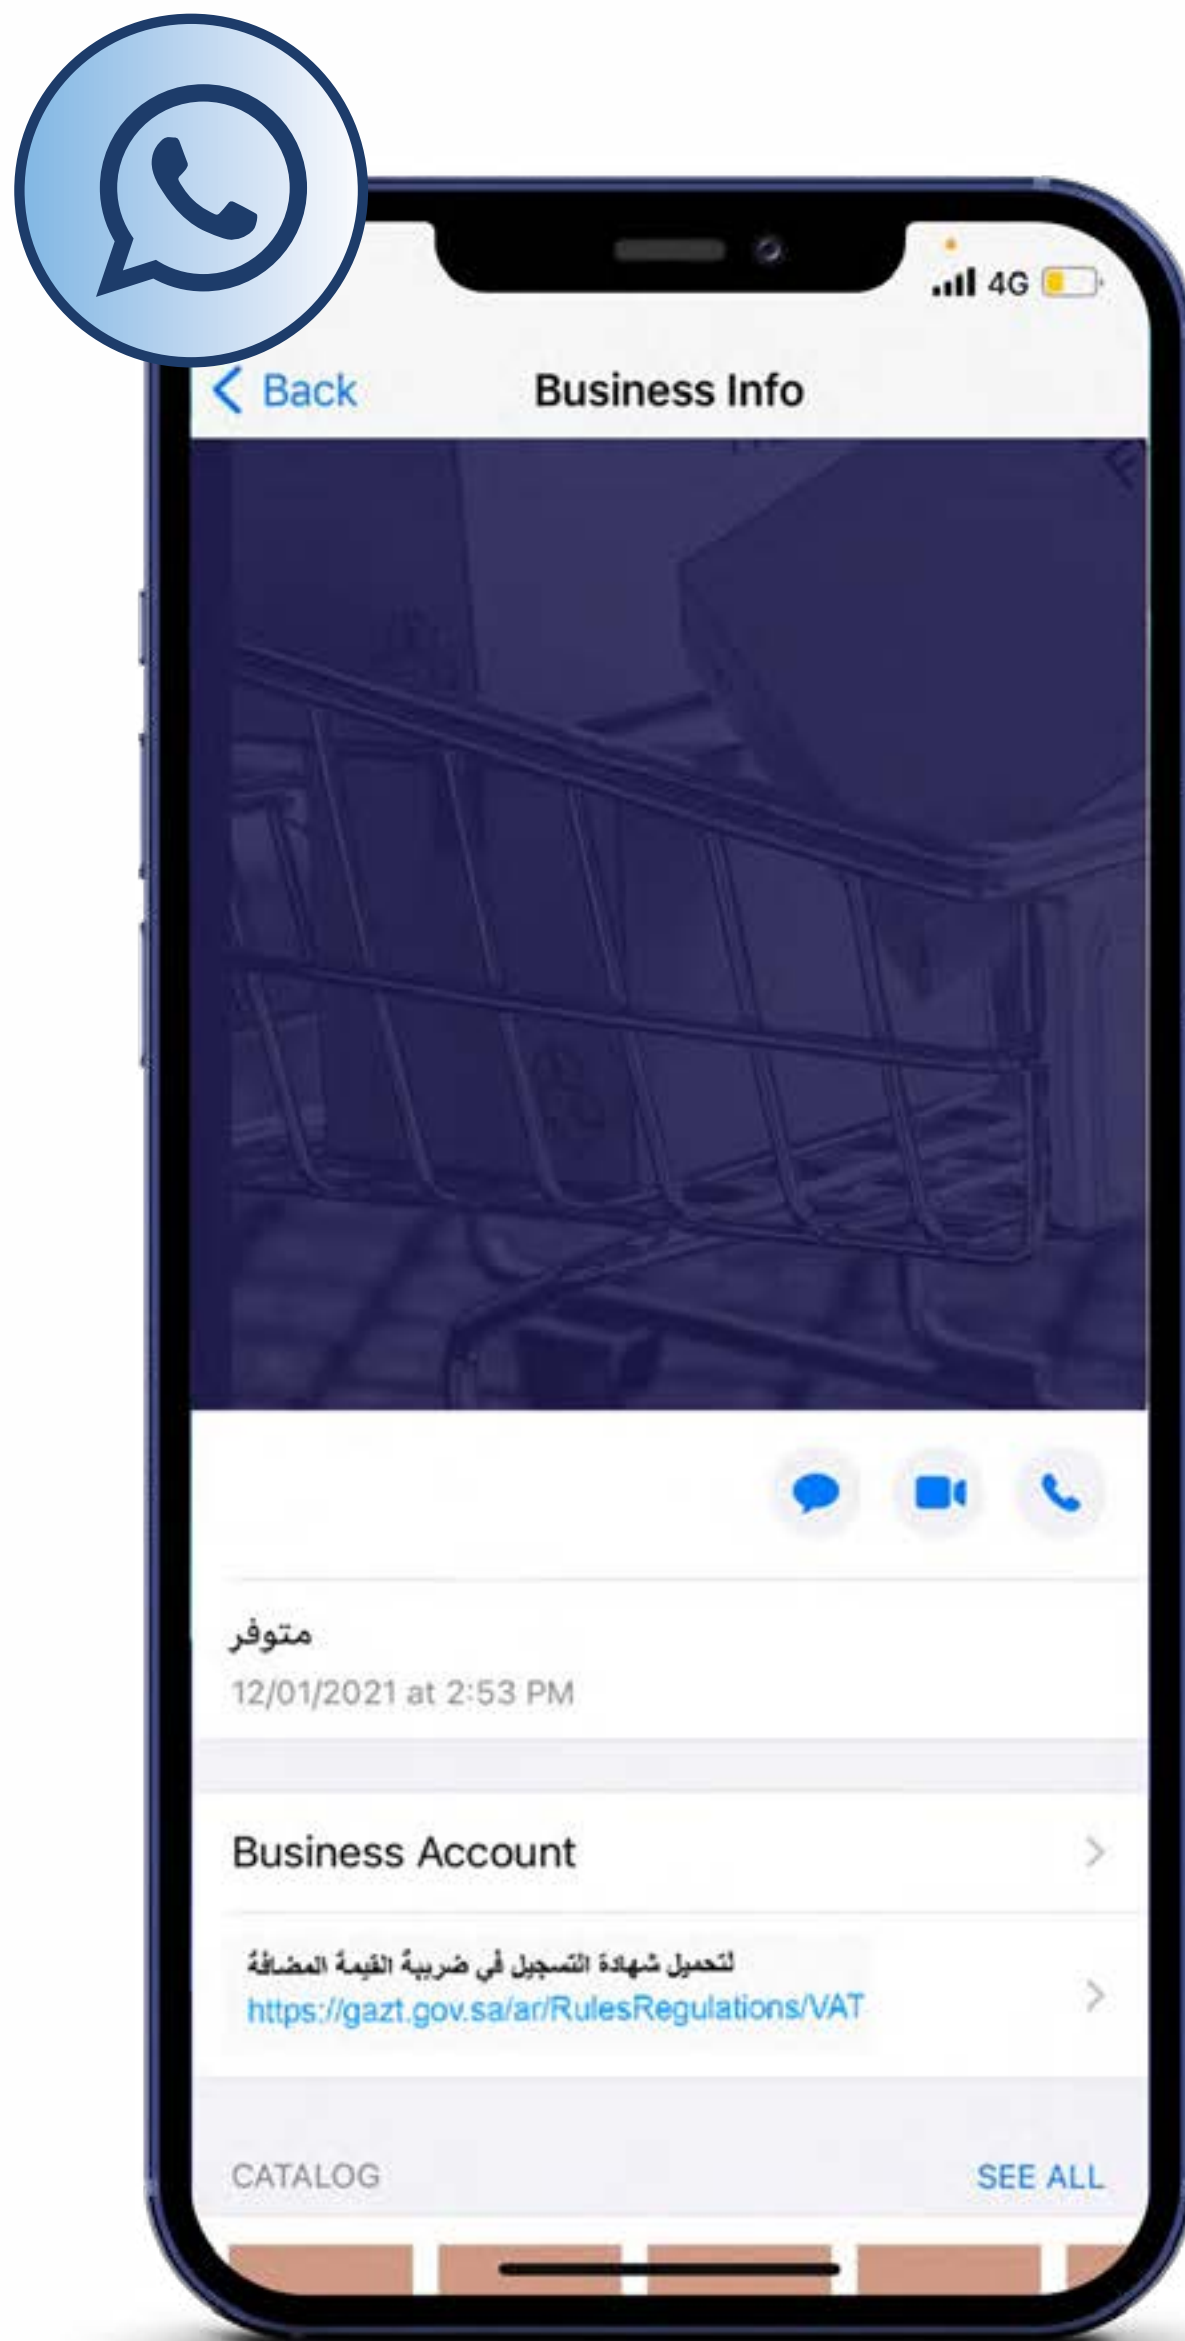 4G
Back
Business Info
متوفر
12/01/2021 at 2:53 PM
Business Account
لتحميل شهادة التسجيل في ضريبة القيمة المضافة
https://gazt.gov.sa/ar/RulesRegulations/VAT
CATALOG
SEE ALL